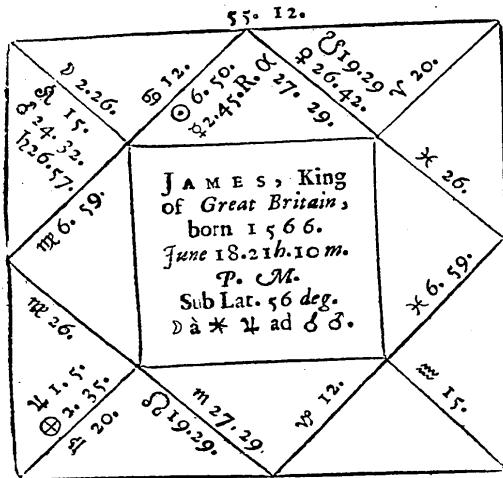 55. 12.
☽ 2.26.
♋ 12.
☉ 6. 50.
☿ 2.45. R. ♉
27. 29.
☋ 19.29
♀ 26. 42.
♈ 20.
♌ 15.
♂ 24. 32.
♄ 26. 57.
♓ 26.
♍ 6. 59.
JAMES, King
of Great Britain,
born 1566.
June 18.21h.10m.
P. M.
Sub Lat. 56 deg.
☽ à ⚹ ♃ ad ☌ ♂.
♓ 6. 59.
♍ 26.
♃ 1. 5.
⊕ 2. 35.
♎ 20.
☊ 19.29.
♏ 27.29.
♑ 12.
♒ 15.